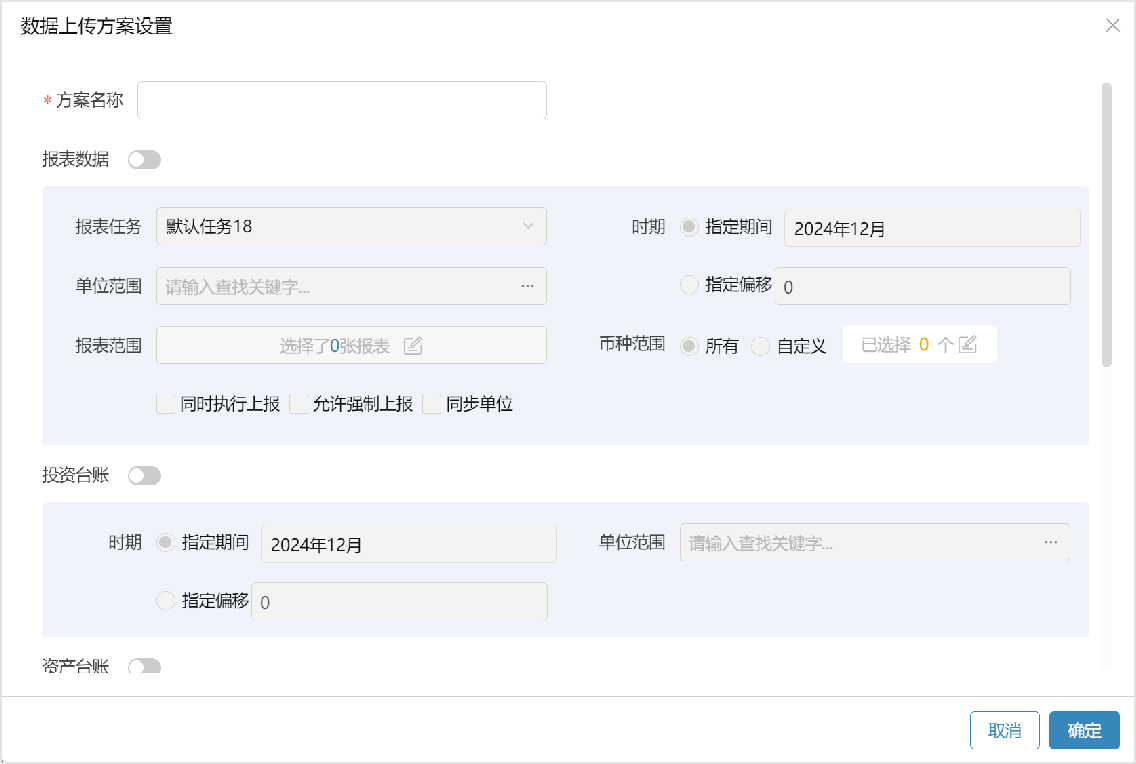 数据上传方案设置
* 方案名称
报表数据
报表任务 默认任务18 时期 指定期间 2024年12月
单位范围 请输入查找关键字... ... 指定偏移 0
报表范围 选择了0张报表 币种范围 所有 自定义 已选择 0 个
同时执行上报 允许强制上报 同步单位
投资台账
时期 指定期间 2024年12月 单位范围 请输入查找关键字... ...
指定偏移 0
资产台账
取消 确定